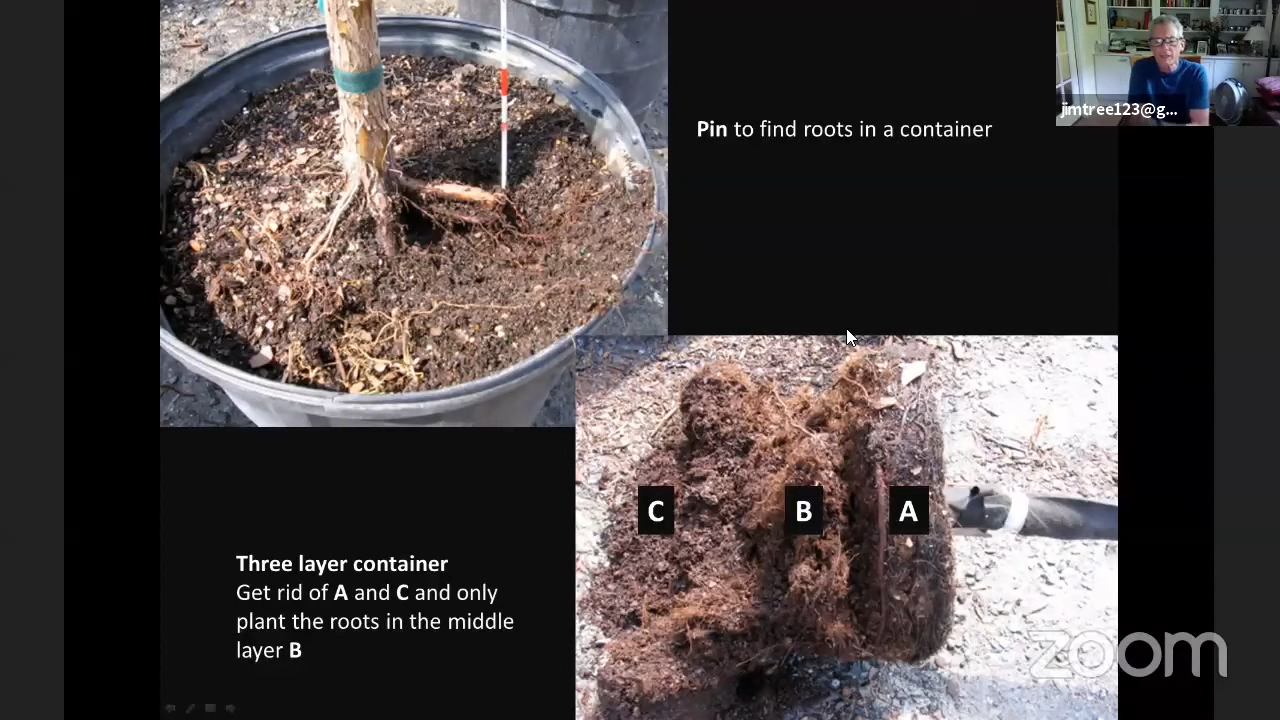 jimtree123@g...
Pin to find roots in a container
C
B
A
Three layer container
Get rid of A and C and only
plant the roots in the middle
layer B
zoom